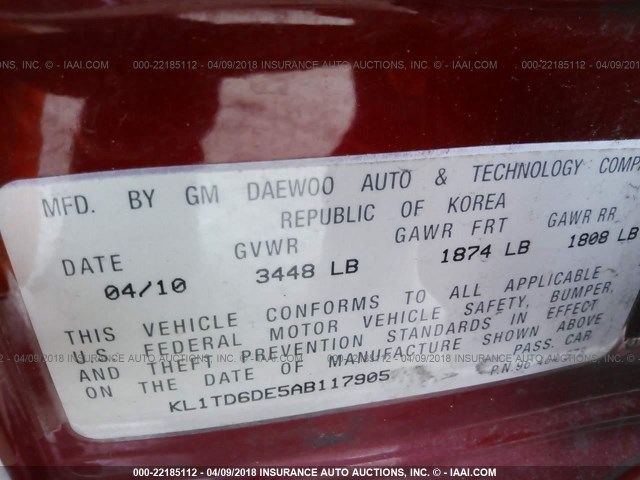 INC. - © IAAI.COM 000-22185112 - 04/09/2018 INSURANCE AUTO AUCTIONS, INC. - © IAAI.COM 000-22185112 - 04/09/2018 INSURANCE AUTO
MFD. BY GM DAEWOO AUTO & TECHNOLOGY
REPUBLIC OF KOREA
DATE GVWR GAWR FRT GAWR RR
04/10 3448 LB 1874 LB 1808 LB
THIS VEHICLE CONFORMS TO ALL APPLICABLE
U.S. FEDERAL MOTOR VEHICLE SAFETY, BUMPER,
AND THEFT PREVENTION STANDARDS IN EFFECT
ON THE DATE OF MANUFACTURE SHOWN ABOVE
KL1TD6DE5AB117905 PASS. CAR
P.N. 96
000-22185112 - 04/09/2018 INSURANCE AUTO AUCTIONS, INC. - © IAAI.COM